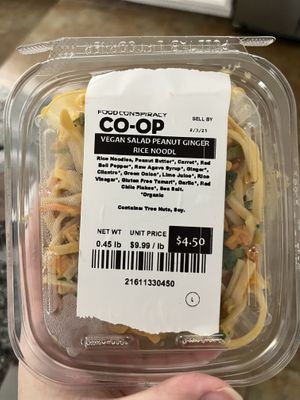 FOOD CONSPIRACY
CO-OP
SELL BY
2/3/21
VEGAN SALAD PEANUT GINGER
RICE NOODL
Rice Noodles, Peanut Butter*, Carrot*, Red
Bell Pepper*, Raw Agave Syrup*, Ginger*,
Cilantro*, Green Onion*, Lime Juice*, Rice
Vinegar*, Gluten Free Tamari*, Garlic*, Red
Chile Flakes*, Sea Salt.
*Organic
Contains: Tree Nuts, Soy.
NET WT UNIT PRICE
0.45 lb $9.99 / lb $4.50
21611330450
L